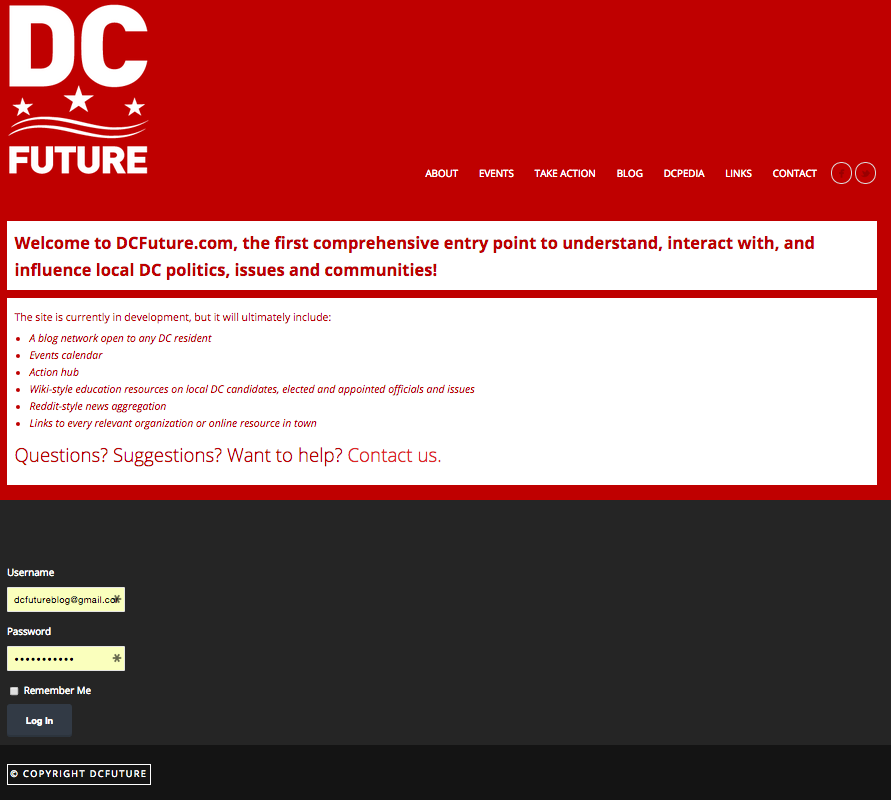 DC
FUTURE
ABOUT EVENTS TAKE ACTION BLOG DCPEDIA LINKS CONTACT
Welcome to DCFuture.com, the first comprehensive entry point to understand, interact with, and
influence local DC politics, issues and communities!
The site is currently in development, but it will ultimately include:
• A blog network open to any DC resident
• Events calendar
• Action hub
• Wiki-style education resources on local DC candidates, elected and appointed officials and issues
• Reddit-style news aggregation
• Links to every relevant organization or online resource in town
Questions? Suggestions? Want to help? Contact us.
Username
dcfutureblog@gmail.co
Password
•••••••••••
Remember Me
Log In
© COPYRIGHT DCFUTURE